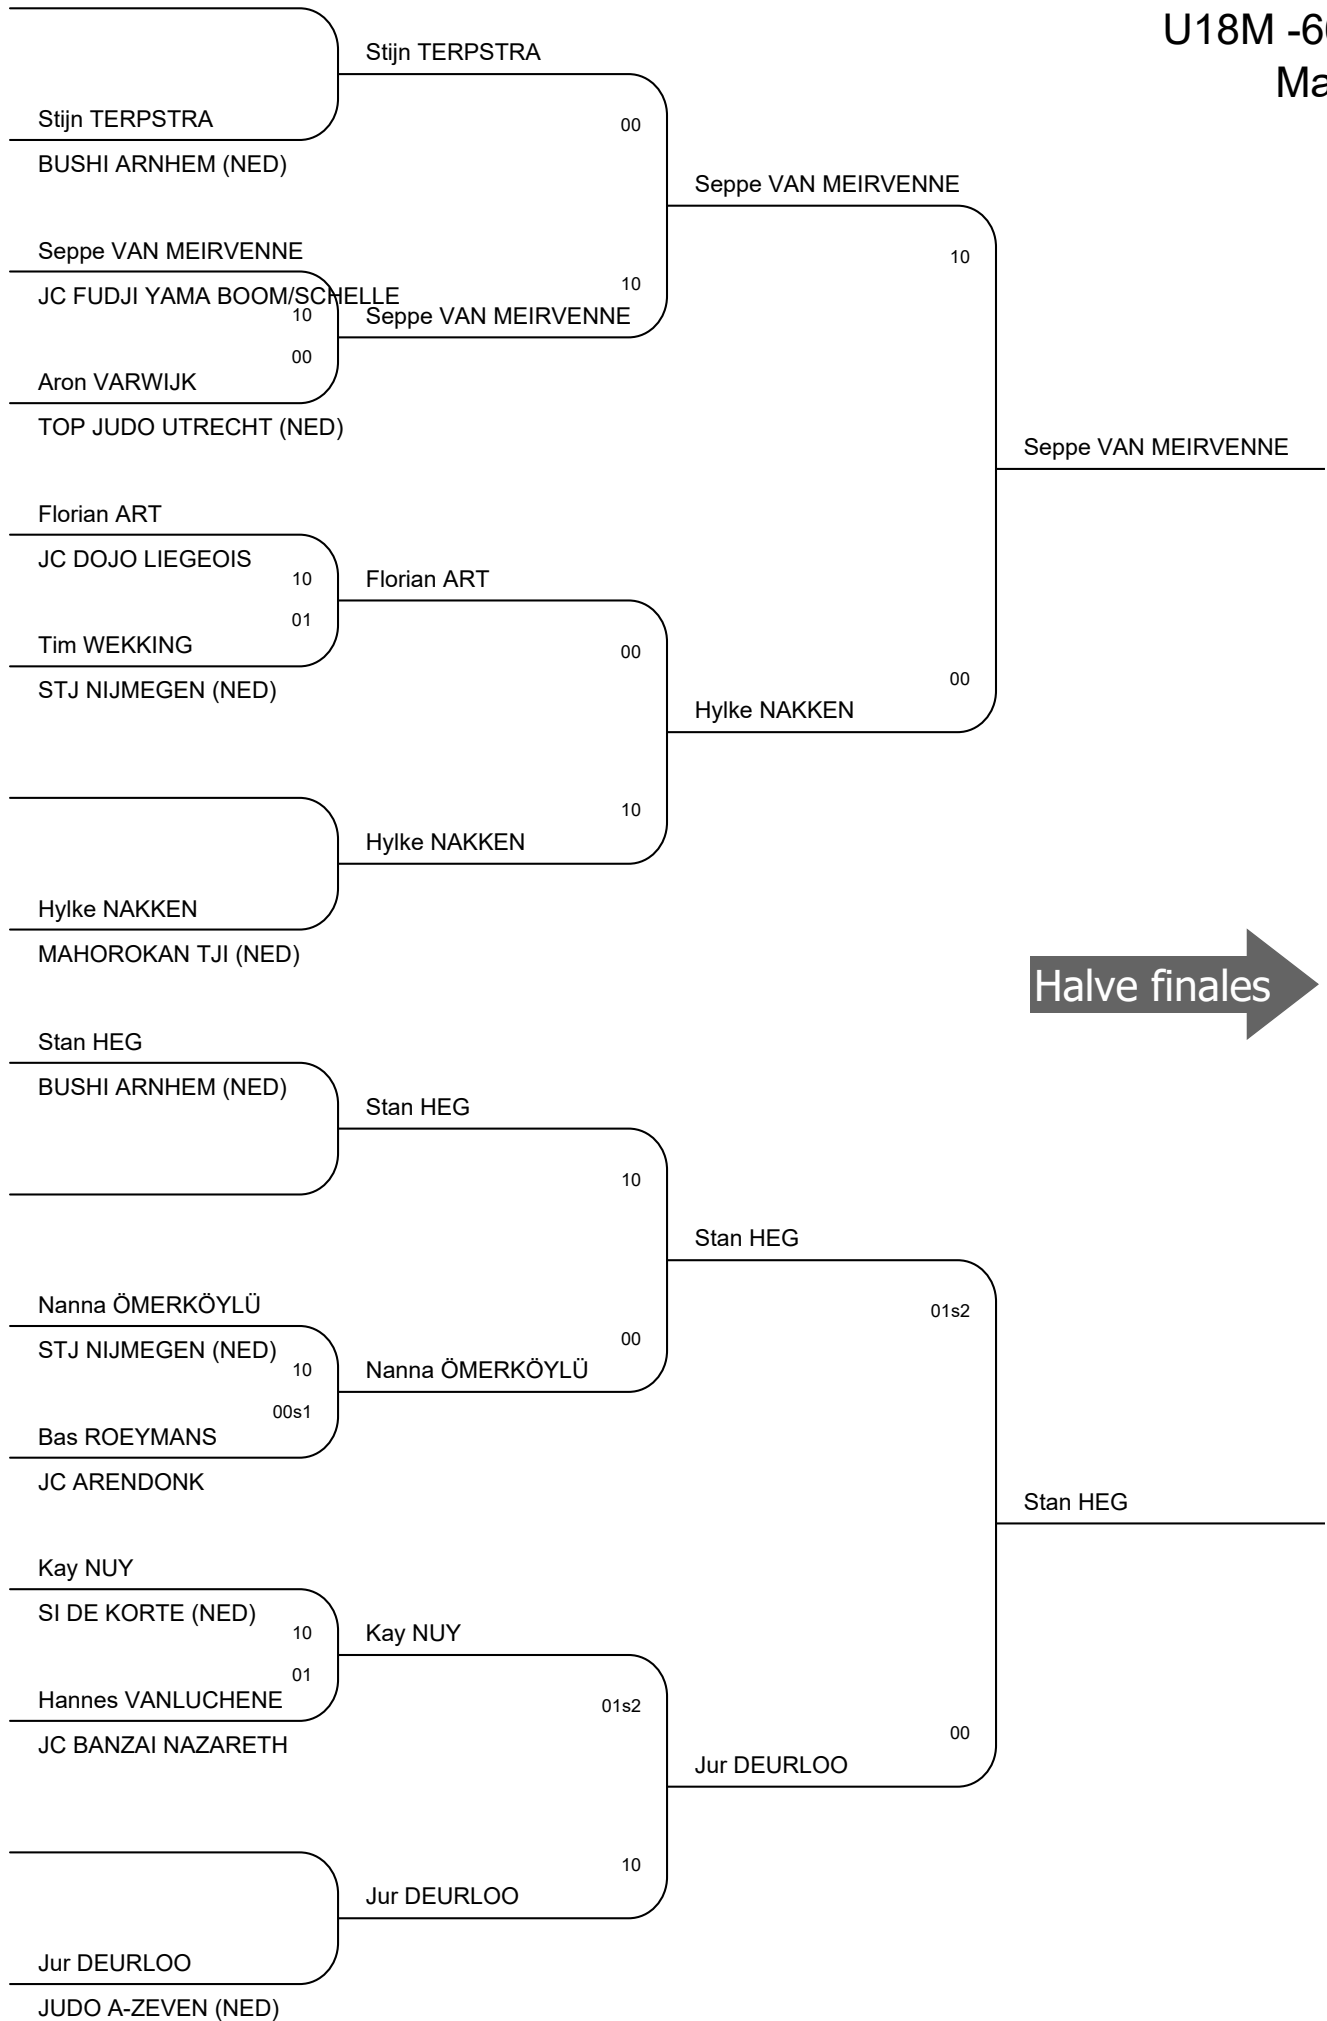 U18M -6
Ma
Stijn TERPSTRA
Stijn TERPSTRA
00
BUSHI ARNHEM (NED)
Seppe VAN MEIRVENNE
Seppe VAN MEIRVENNE
10
10
JC FUDJI YAMA BOOM/SCHELLE
10
Seppe VAN MEIRVENNE
00
Aron VARWIJK
TOP JUDO UTRECHT (NED)
Seppe VAN MEIRVENNE
Florian ART
JC DOJO LIEGEOIS
10
Florian ART
01
Tim WEKKING
00
STJ NIJMEGEN (NED)
00
Hylke NAKKEN
10
Hylke NAKKEN
Hylke NAKKEN
MAHOROKAN TJI (NED)
Halve finales
Stan HEG
BUSHI ARNHEM (NED)
Stan HEG
10
Stan HEG
Nanna ÖMERKÖYLÜ
01s2
STJ NIJMEGEN (NED)
00
10
Nanna ÖMERKÖYLÜ
00s1
Bas ROEYMANS
JC ARENDONK
Stan HEG
Kay NUY
SI DE KORTE (NED)
10
Kay NUY
01
Hannes VANLUCHENE
01s2
JC BANZAI NAZARETH
00
Jur DEURLOO
10
Jur DEURLOO
Jur DEURLOO
JUDO A-ZEVEN (NED)